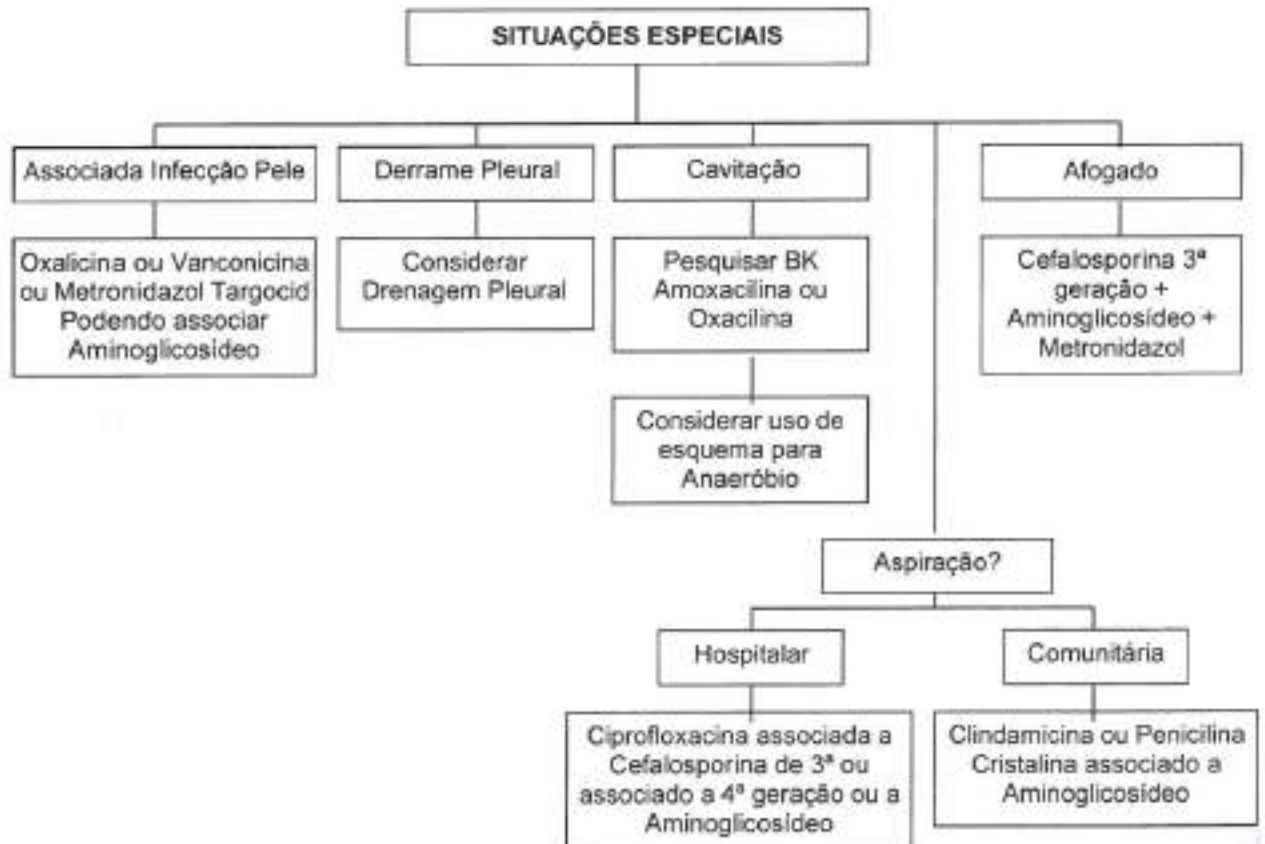 SITUAÇÕES ESPECIAIS
Associada Infecção Pele
Oxalicina ou Vanconicina
ou Metronidazol Targocid
Podendo associar
Aminoglicosídeo
Derrame Pleural
Considerar
Drenagem Pleural
Cavitação
Pesquisar BK
Amoxacilina ou
Oxacilina
Considerar uso de
esquema para
Anaeróbio
Afogado
Cefalosporina 3ª
geração +
Aminoglicosídeo +
Metronidazol
Aspiração?
Hospitalar
Ciprofloxacina associada a
Cefalosporina de 3ª ou
associado a 4ª geração ou a
Aminoglicosídeo
Comunitária
Clindamicina ou Penicilina
Cristalina associado a
Aminoglicosídeo